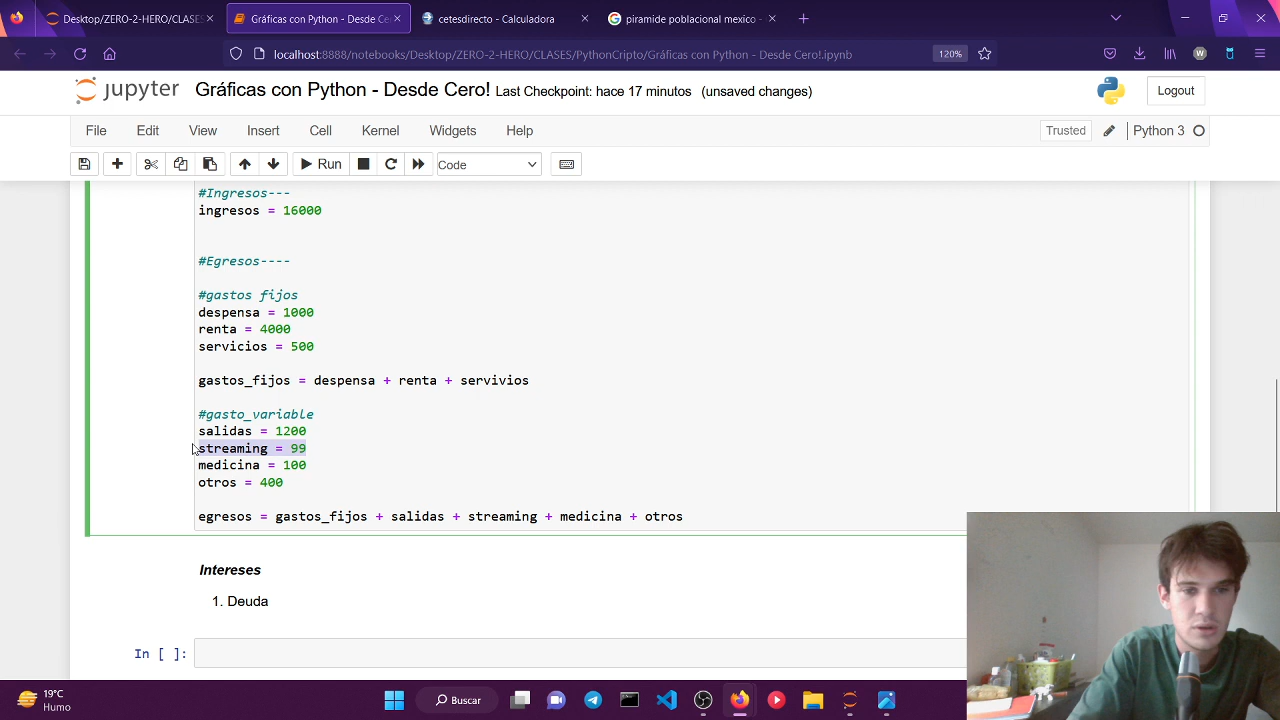 Desktop/ZERO-2-HERO/CLASES
Gráficas con Python - Desde Ce
cetesdirecto - Calculadora
piramide poblacional mexico -
localhost:8888/notebooks/Desktop/ZERO-2-HERO/CLASES/PythonCripto/Gráficas con Python - Desde Cero!.ipynb
120%
jupyter Gráficas con Python - Desde Cero! Last Checkpoint: hace 17 minutos (unsaved changes)
Logout
File Edit View Insert Cell Kernel Widgets Help
Trusted Python 3
Run Code
#Ingresos---
ingresos = 16000
#Egresos----
#gastos fijos
despensa = 1000
renta = 4000
servicios = 500
gastos_fijos = despensa + renta + servivios
#gasto_variable
salidas = 1200
streaming = 99
medicina = 100
otros = 400
egresos = gastos_fijos + salidas + streaming + medicina + otros
Intereses
1. Deuda
In [ ]:
19°C
Humo
Buscar